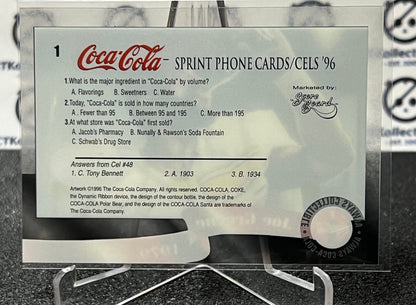 1
Coca-Cola SPRINT PHONE CARDS/CELS '96
1.What is the major ingredient in "Coca-Cola" by volume?
A. Flavorings B. Sweetners C. Water
2.Today, "Coca-Cola" is sold in how many countries?
A. Fewer than 95 B. Between 95 and 195 C. More than 195
3.At what store was "Coca-Cola" first sold?
A. Jacob's Pharmacy B. Nunally & Rawson's Soda Fountain
C. Schwab's Drug Store
Marketed by:
Score Board
Answers from Cel #48
1. C. Tony Bennett 2. A. 1903 3. B. 1934
Artwork ©1996 The Coca-Cola Company. All rights reserved. COCA-COLA, COKE,
the Dynamic Ribbon device, the design of the contour bottle, the design of the
COCA-COLA Polar Bear, and the design of the COCA-COLA Santa are trademarks of
The Coca-Cola Company.